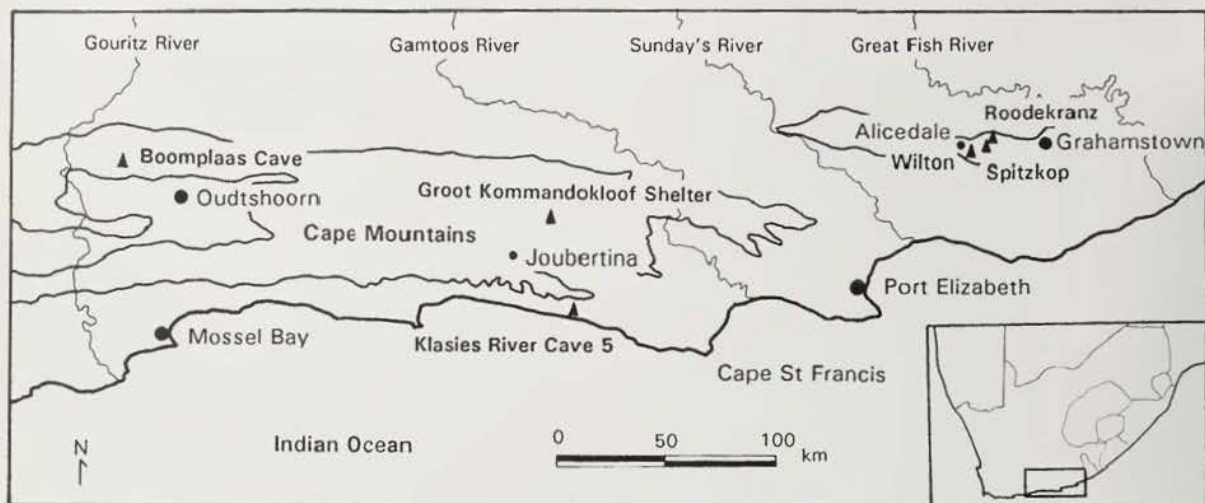 Gouritz River
Gamtoos River
Sunday's River
Great Fish River
Roodekranz
Alicedale
Grahamstown
Boomplaas Cave
Wilton
Spitzkop
Groot Kommandokloof Shelter
Oudtshoorn
Cape Mountains
Joubertina
Port Elizabeth
Mossel Bay
Klasies River Cave 5
Cape St Francis
N
Indian Ocean
0 50 100
km